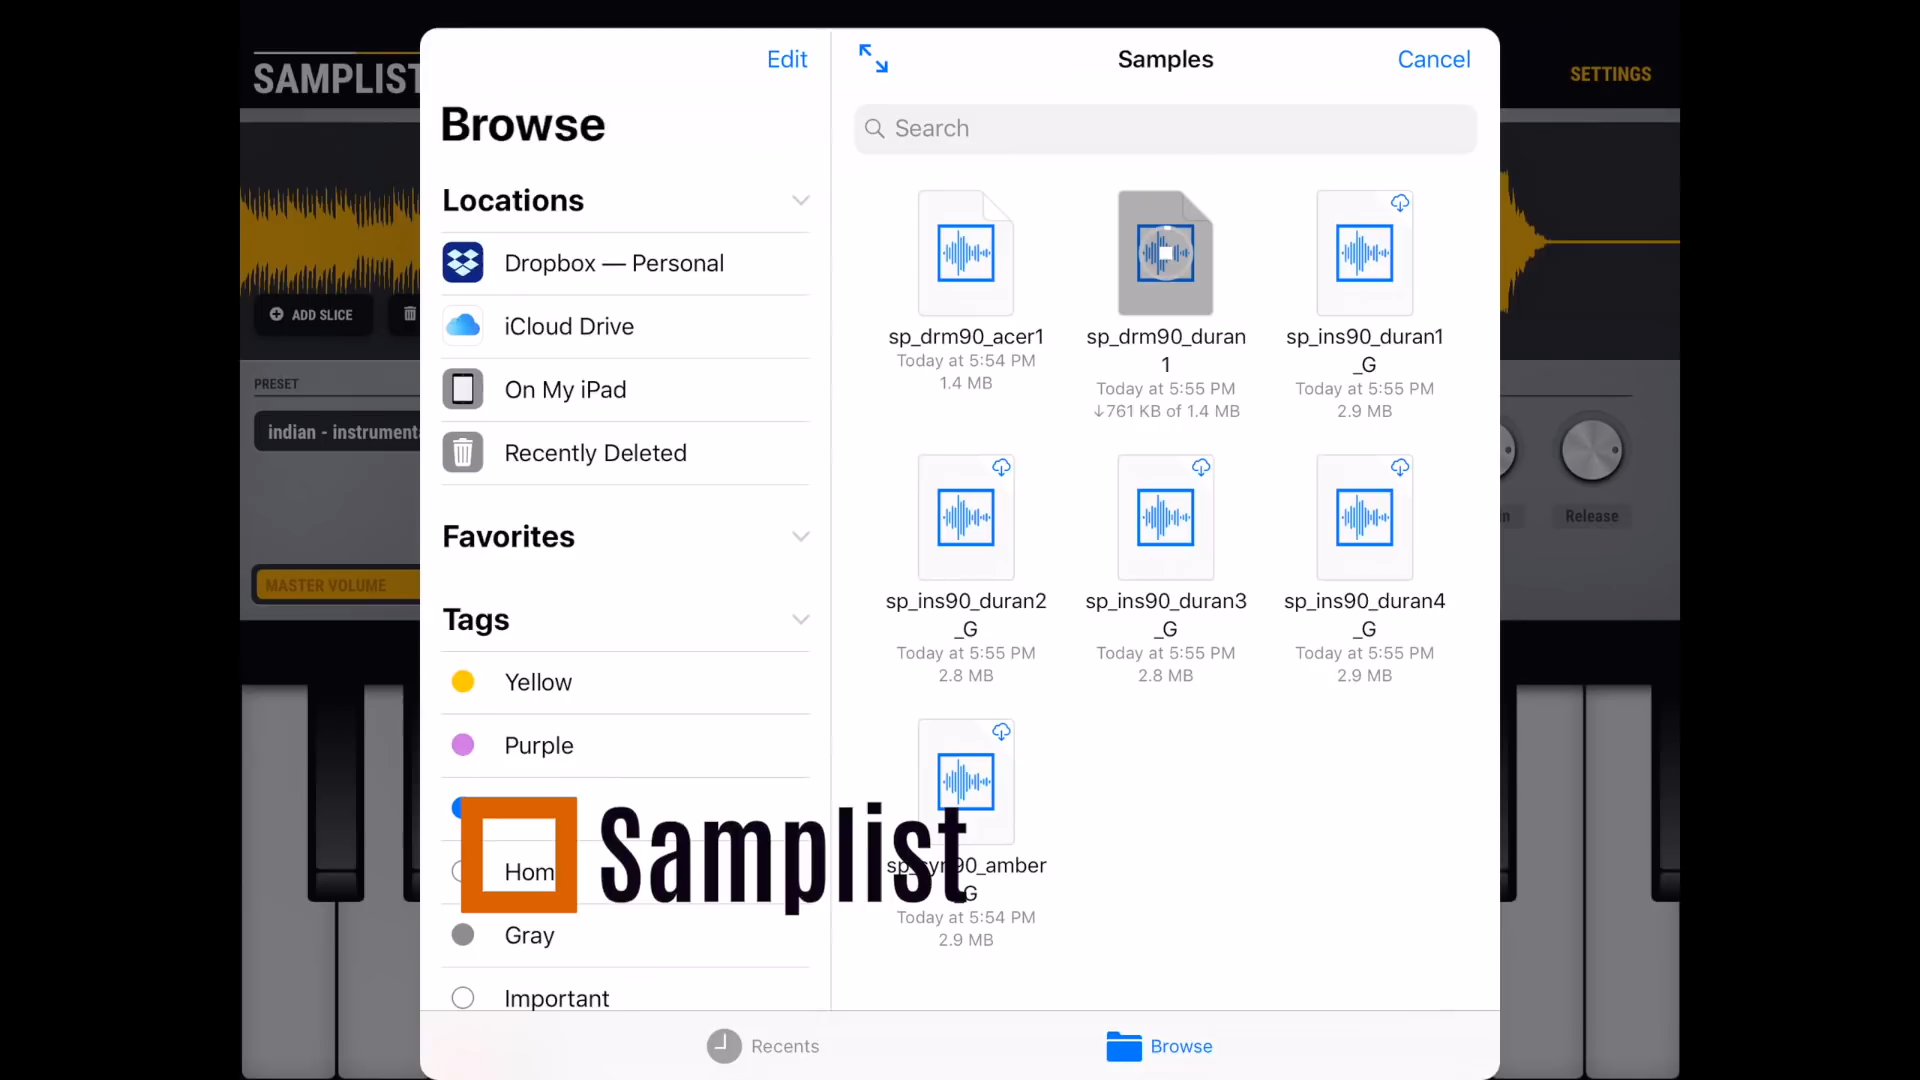 SAMPLIST
SETTINGS
ADD SLICE
PRESET
indian - instrumenta
MASTER VOLUME
Release
Edit
Browse
Locations
Dropbox — Personal
iCloud Drive
On My iPad
Recently Deleted
Favorites
Tags
Yellow
Purple
Hom
Gray
Important
Samples
Cancel
Search
sp_drm90_acer1
Today at 5:54 PM
1.4 MB
sp_drm90_duran
1
Today at 5:55 PM
↓761 KB of 1.4 MB
sp_ins90_duran1
_G
Today at 5:55 PM
2.9 MB
sp_ins90_duran2
_G
Today at 5:55 PM
2.8 MB
sp_ins90_duran3
_G
Today at 5:55 PM
2.8 MB
sp_ins90_duran4
_G
Today at 5:55 PM
2.9 MB
sp_syn90_amber
_G
Today at 5:54 PM
2.9 MB
Samplist
Recents
Browse